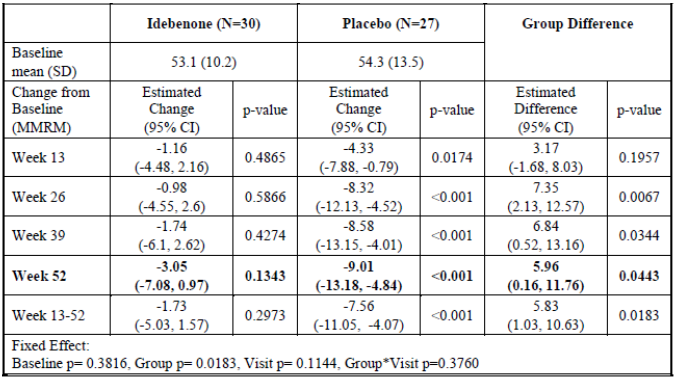 Idebenone (N=30) Placebo (N=27) Group Difference
Baseline
mean (SD) 53.1 (10.2) 54.3 (13.5)
Change from
Baseline
(MMRM) Estimated
Change
(95% CI) p-value Estimated
Change
(95% CI) p-value Estimated
Difference
(95% CI) p-value
Week 13 -1.16
(-4.48, 2.16) 0.4865 -4.33
(-7.88, -0.79) 0.0174 3.17
(-1.68, 8.03) 0.1957
Week 26 -0.98
(-4.55, 2.6) 0.5866 -8.32
(-12.13, -4.52) <0.001 7.35
(2.13, 12.57) 0.0067
Week 39 -1.74
(-6.1, 2.62) 0.4274 -8.58
(-13.15, -4.01) <0.001 6.84
(0.52, 13.16) 0.0344
Week 52 -3.05
(-7.08, 0.97) 0.1343 -9.01
(-13.18, -4.84) <0.001 5.96
(0.16, 11.76) 0.0443
Week 13-52 -1.73
(-5.03, 1.57) 0.2973 -7.56
(-11.05, -4.07) <0.001 5.83
(1.03, 10.63) 0.0183
Fixed Effect:
Baseline p= 0.3816, Group p= 0.0183, Visit p= 0.1144, Group*Visit p=0.3760